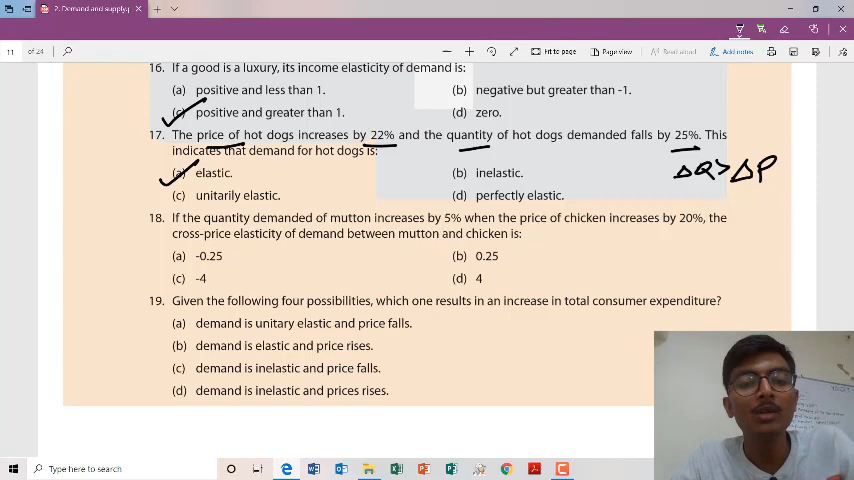 2. Demand and supply.p
11 of 24
Fit to page
Page view
Read aloud
Add notes
16. If a good is a luxury, its income elasticity of demand is:
(a) positive and less than 1. (b) negative but greater than -1.
(c) positive and greater than 1. (d) zero.
17. The price of hot dogs increases by 22% and the quantity of hot dogs demanded falls by 25%. This
indicates that demand for hot dogs is:
(a) elastic. (b) inelastic. ΔQ > ΔP
(c) unitarily elastic. (d) perfectly elastic.
18. If the quantity demanded of mutton increases by 5% when the price of chicken increases by 20%, the
cross-price elasticity of demand between mutton and chicken is:
(a) -0.25 (b) 0.25
(c) -4 (d) 4
19. Given the following four possibilities, which one results in an increase in total consumer expenditure?
(a) demand is unitary elastic and price falls.
(b) demand is elastic and price rises.
(c) demand is inelastic and price falls.
(d) demand is inelastic and prices rises.
Type here to search